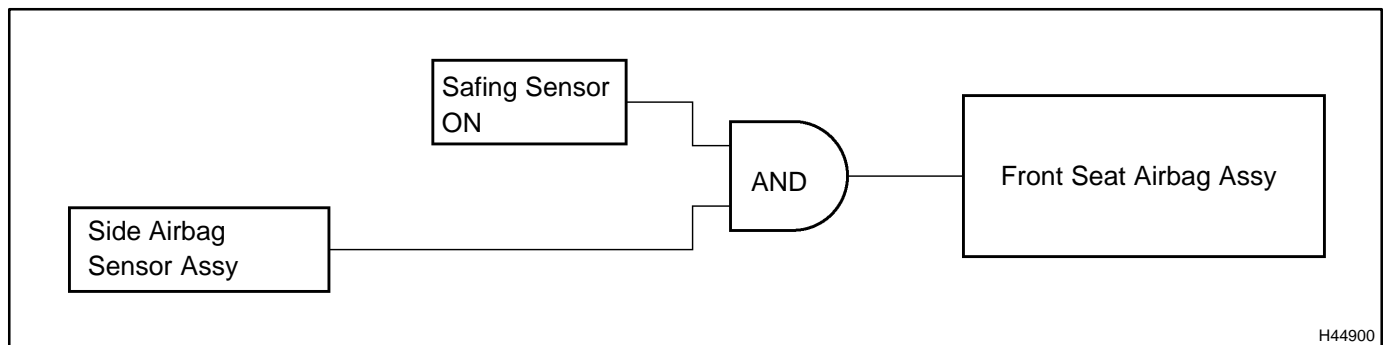 Safing Sensor
ON
AND
Front Seat Airbag Assy
Side Airbag
Sensor Assy
H44900